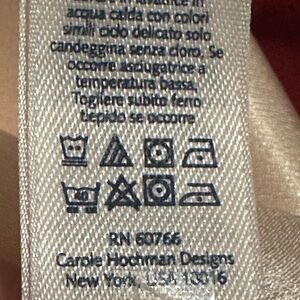 acqua calda con colori
simili ciclo delicato solo
candeggina senza cloro. Se
occorre asciugatrice a
temperatura bassa.
Togliere subito ferro
tiepido se occorre
40
RN 60766
Carole Hochman Designs
New York, USA 10016